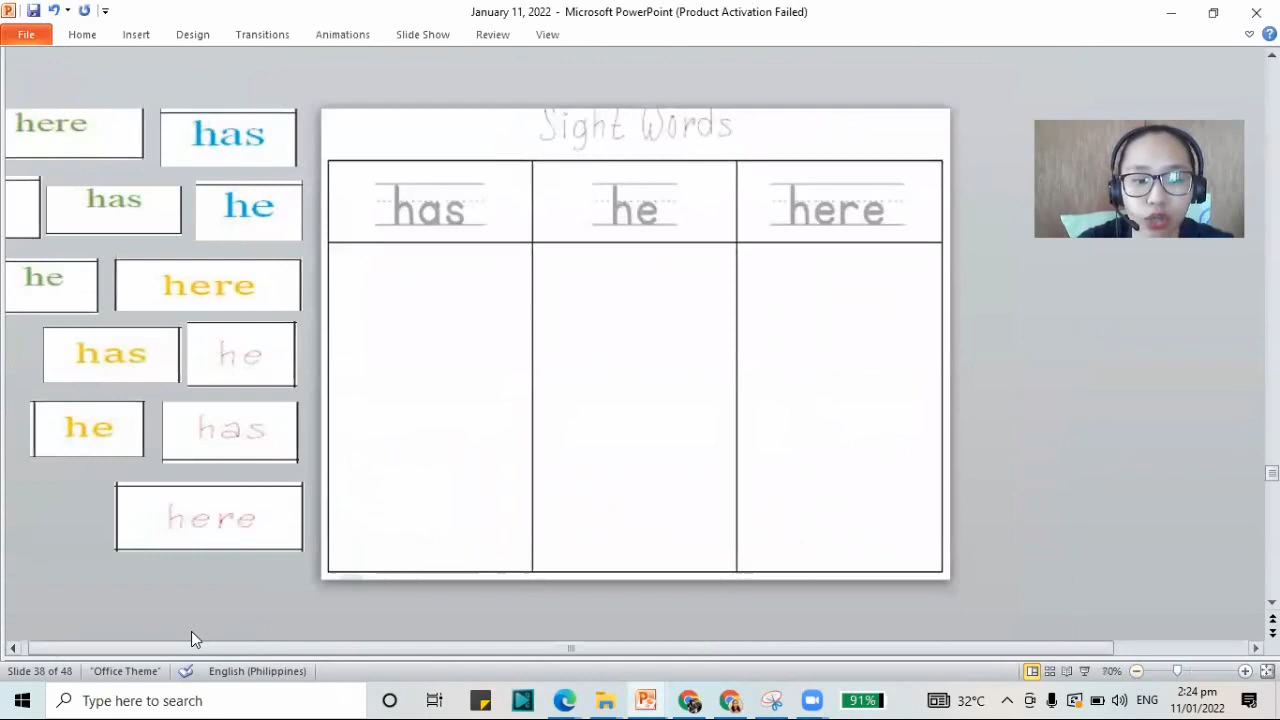 January 11, 2022 - Microsoft PowerPoint (Product Activation Failed)
File Home Insert Design Transitions Animations Slide Show Review View
Sight Words
has he here
here has
has he
he here
has he
he has
here
Slide 38 of 48 "Office Theme" English (Philippines) 70%
Type here to search 91% 32°C ENG 2:24 pm
11/01/2022